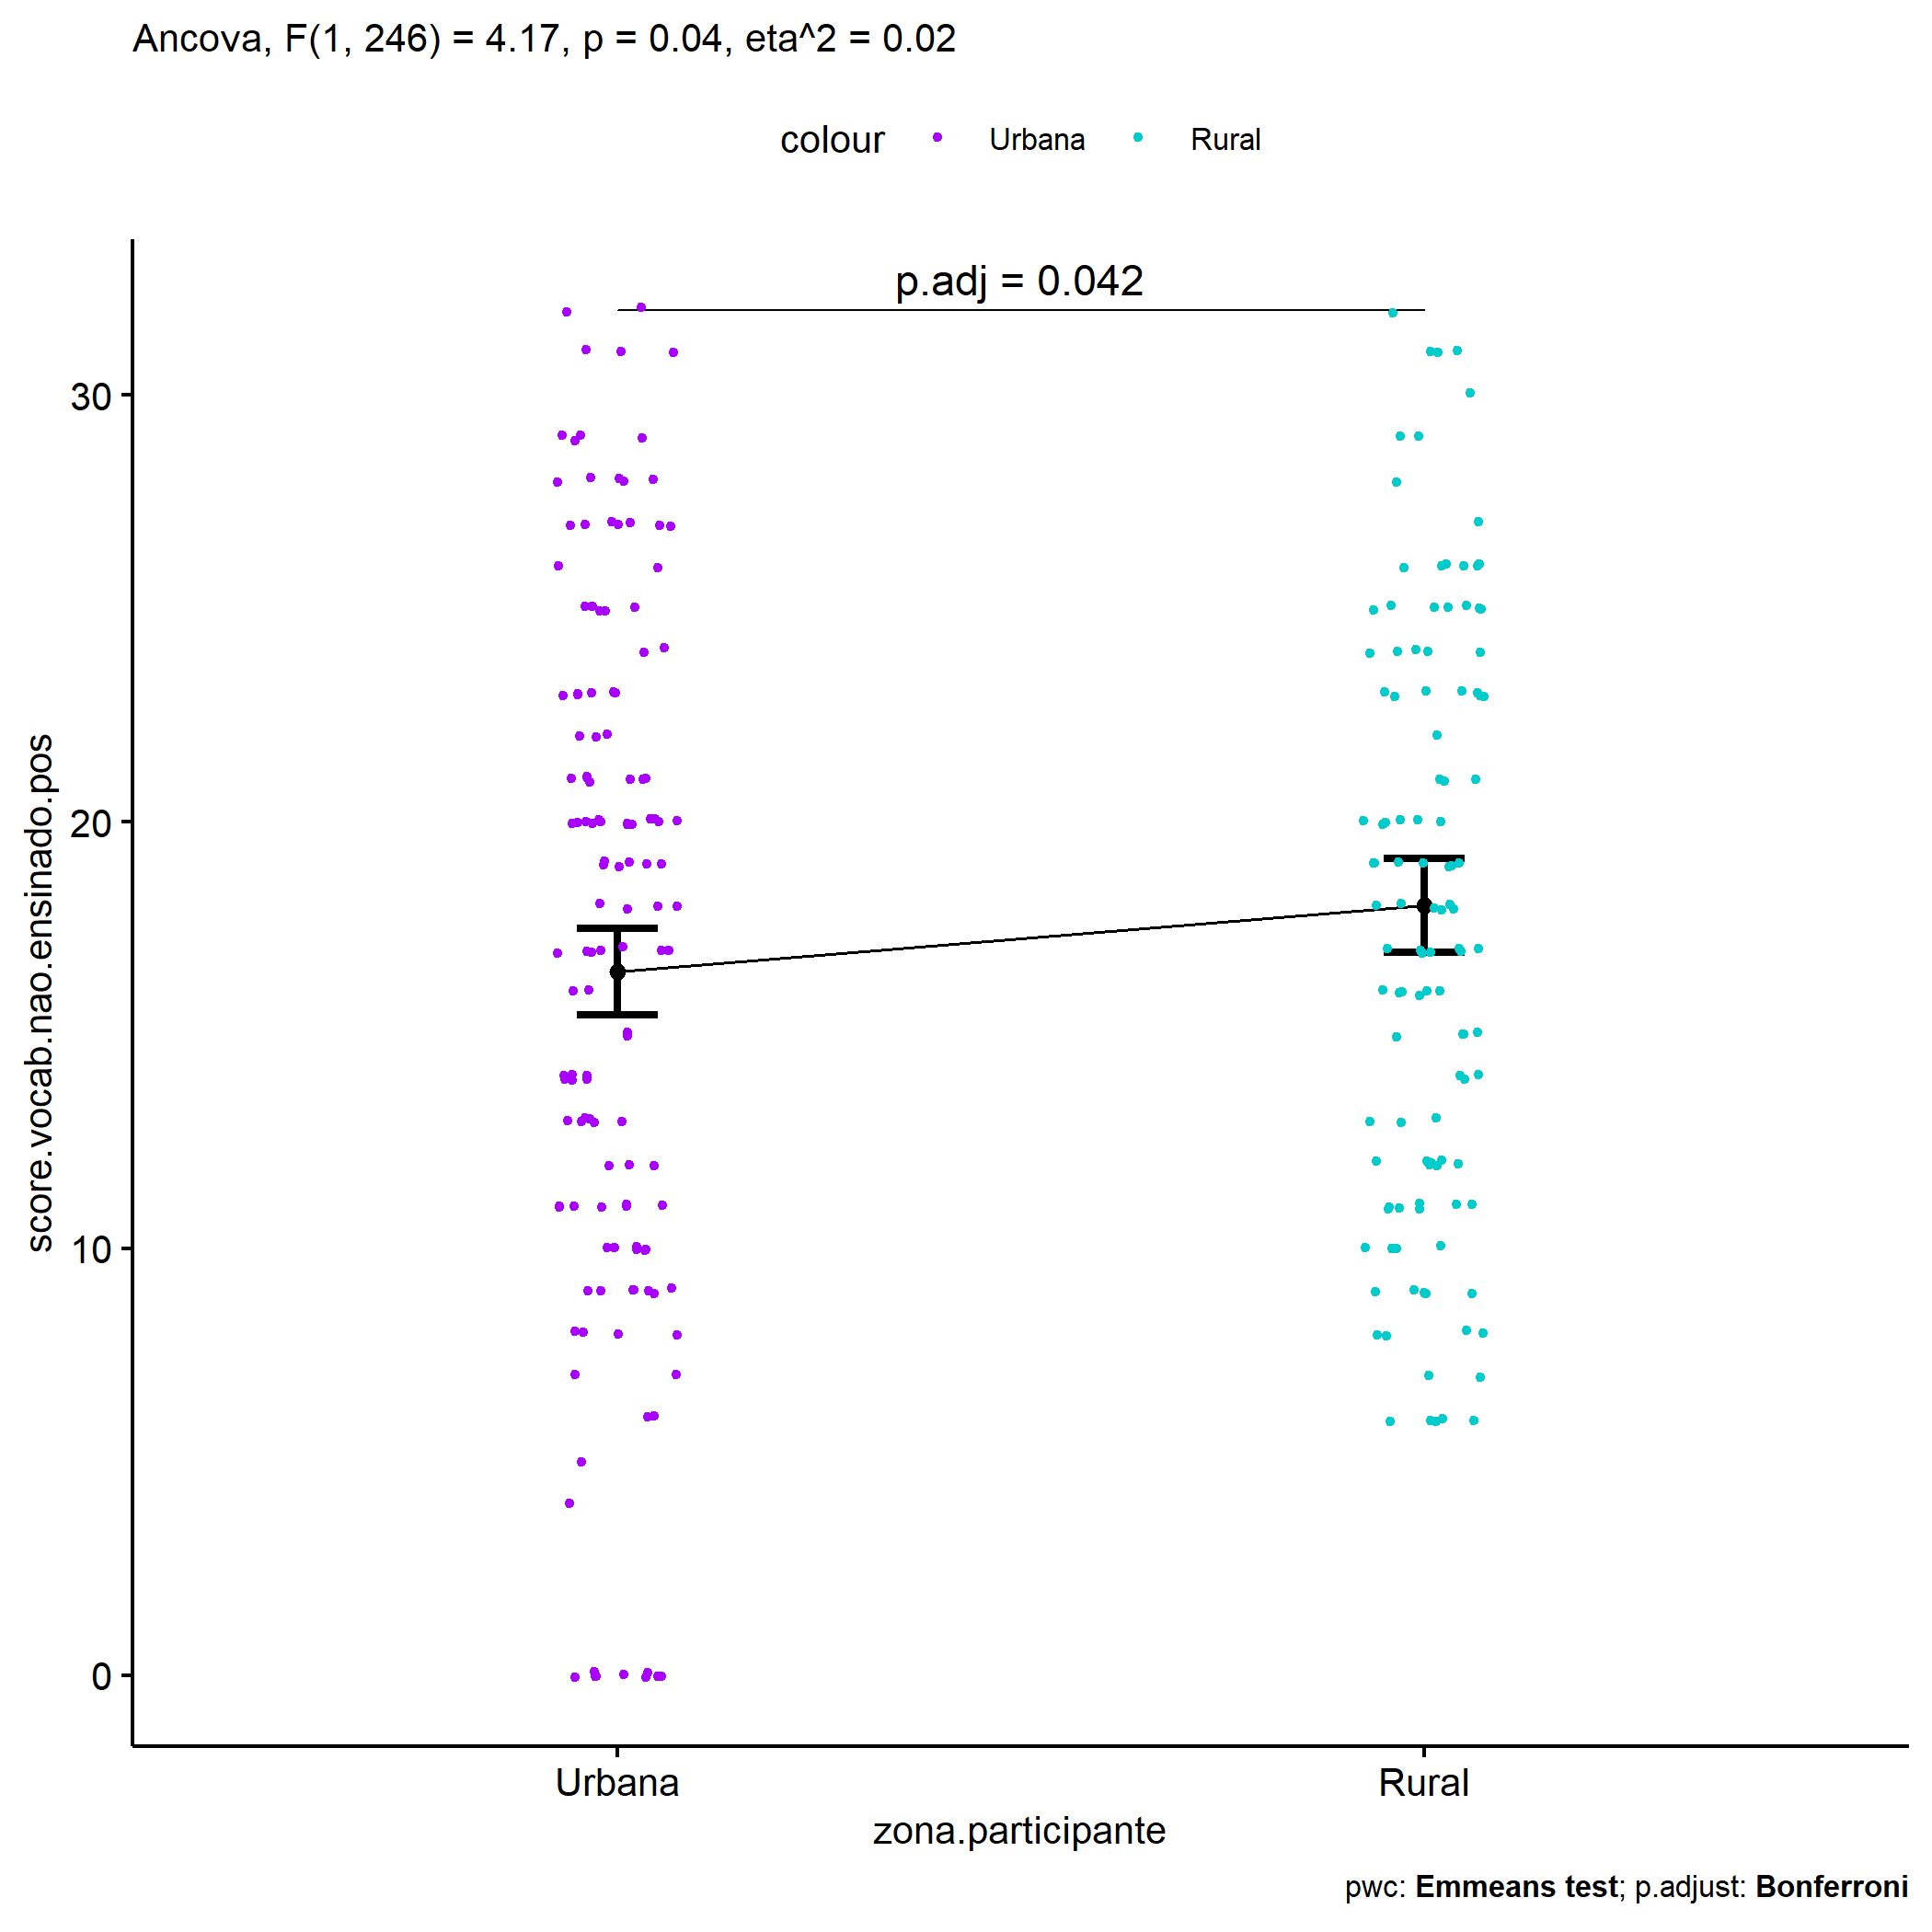 Ancova, F(1, 246) = 4.17, p = 0.04, eta^2 = 0.02
colour Urbana Rural
p.adj = 0.042
30
20
10
0
score.vocab.nao.ensinado.pos
Urbana Rural
zona.participante
pwc: Emmeans test; p.adjust: Bonferroni